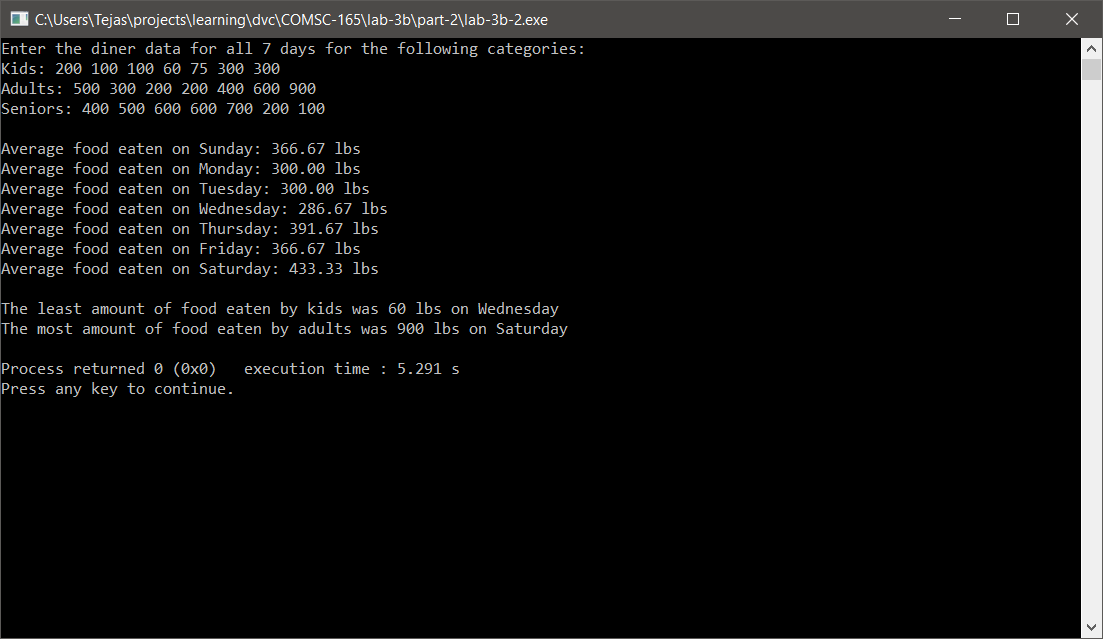 C:\Users\Tejas\projects\learning\dvc\COMSC-165\lab-3b\part-2\lab-3b-2.exe
Enter the diner data for all 7 days for the following categories:
Kids: 200 100 100 60 75 300 300
Adults: 500 300 200 200 400 600 900
Seniors: 400 500 600 600 700 200 100
Average food eaten on Sunday: 366.67 lbs
Average food eaten on Monday: 300.00 lbs
Average food eaten on Tuesday: 300.00 lbs
Average food eaten on Wednesday: 286.67 lbs
Average food eaten on Thursday: 391.67 lbs
Average food eaten on Friday: 366.67 lbs
Average food eaten on Saturday: 433.33 lbs
The least amount of food eaten by kids was 60 lbs on Wednesday
The most amount of food eaten by adults was 900 lbs on Saturday
Process returned 0 (0x0)   execution time : 5.291 s
Press any key to continue.